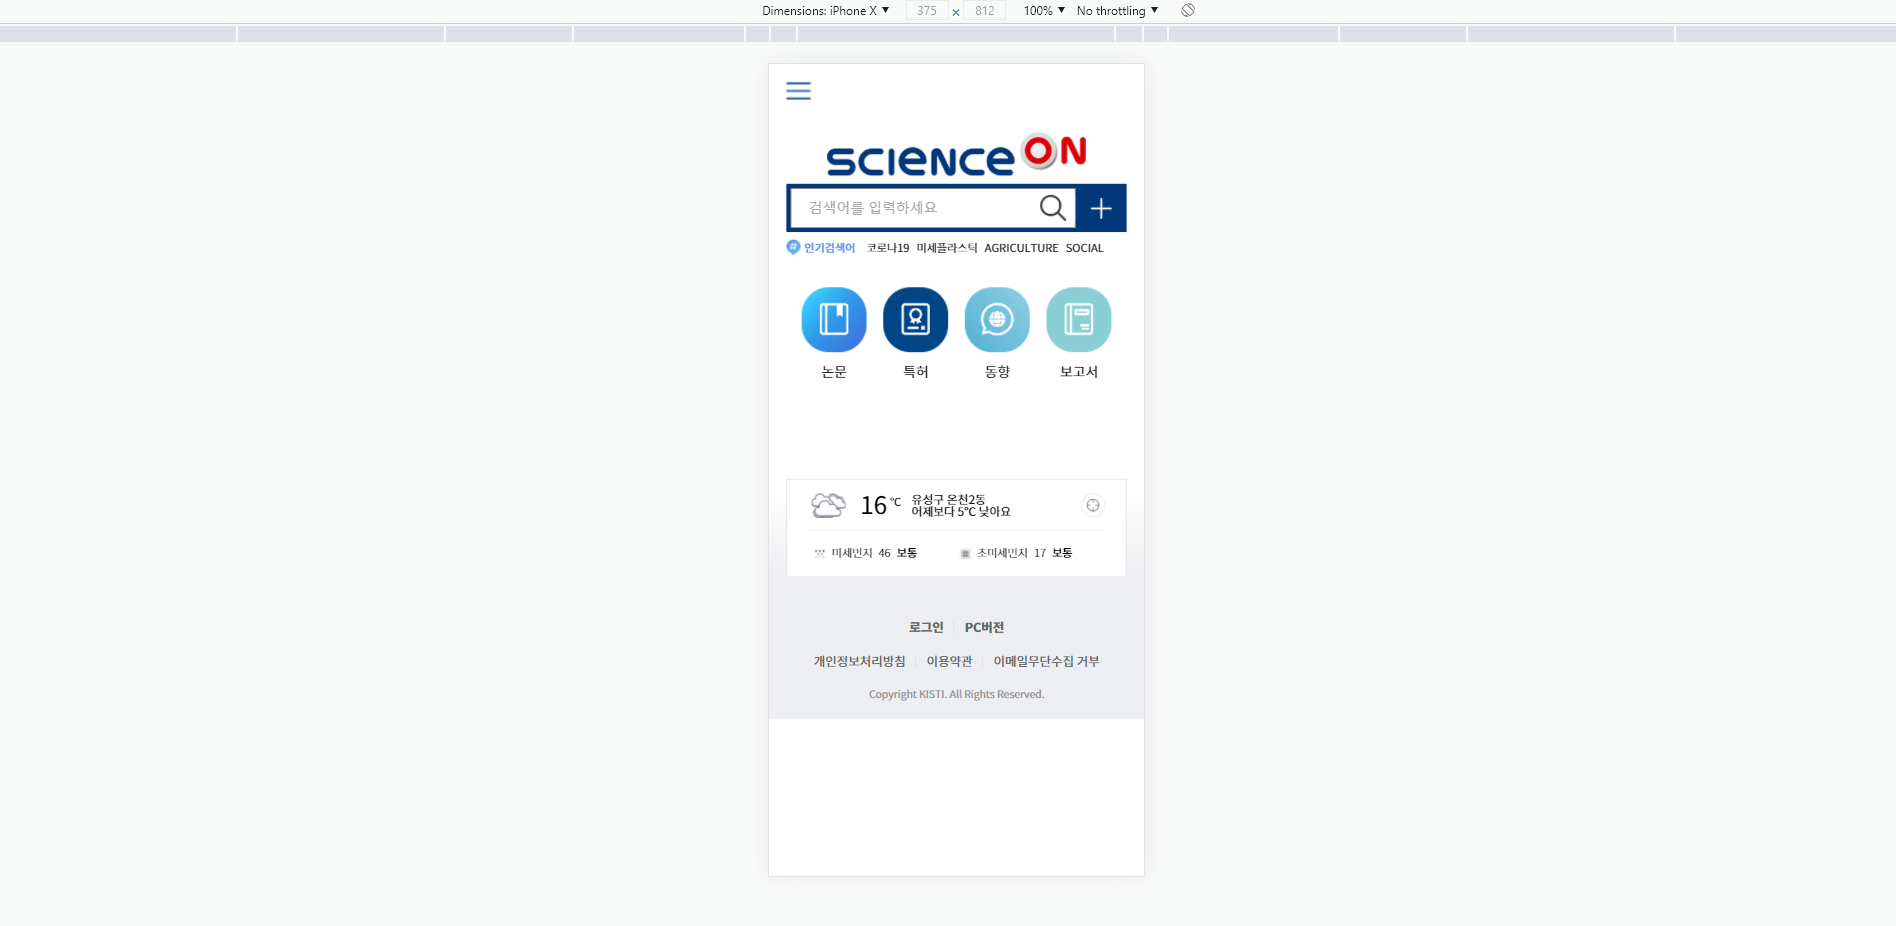 Dimensions: iPhone X ▼ 375 × 812 100% ▼ No throttling ▼
SCIENCE ON
검색어를 입력하세요
# 인기검색어 코로나19 미세플라스틱 AGRICULTURE SOCIAL
논문 특허 동향 보고서
16 ℃ 유성구 온천2동
어제보다 5℃ 낮아요
미세먼지 46 보통 초미세먼지 17 보통
로그인 PC버전
개인정보처리방침 이용약관 이메일무단수집 거부
Copyright KISTI. All Rights Reserved.